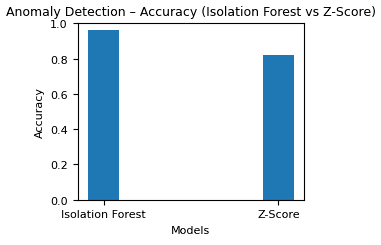 Anomaly Detection – Accuracy (Isolation Forest vs Z-Score)
1.0
0.8
0.6
0.4
0.2
0.0
Accuracy
Isolation Forest
Z-Score
Models